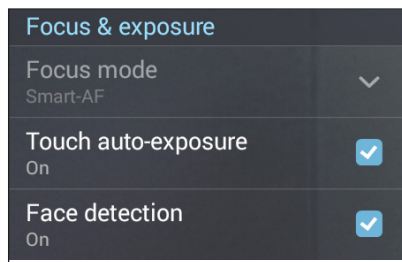 Focus & exposure
Focus mode
Smart-AF
Touch auto-exposure
On
Face detection
On